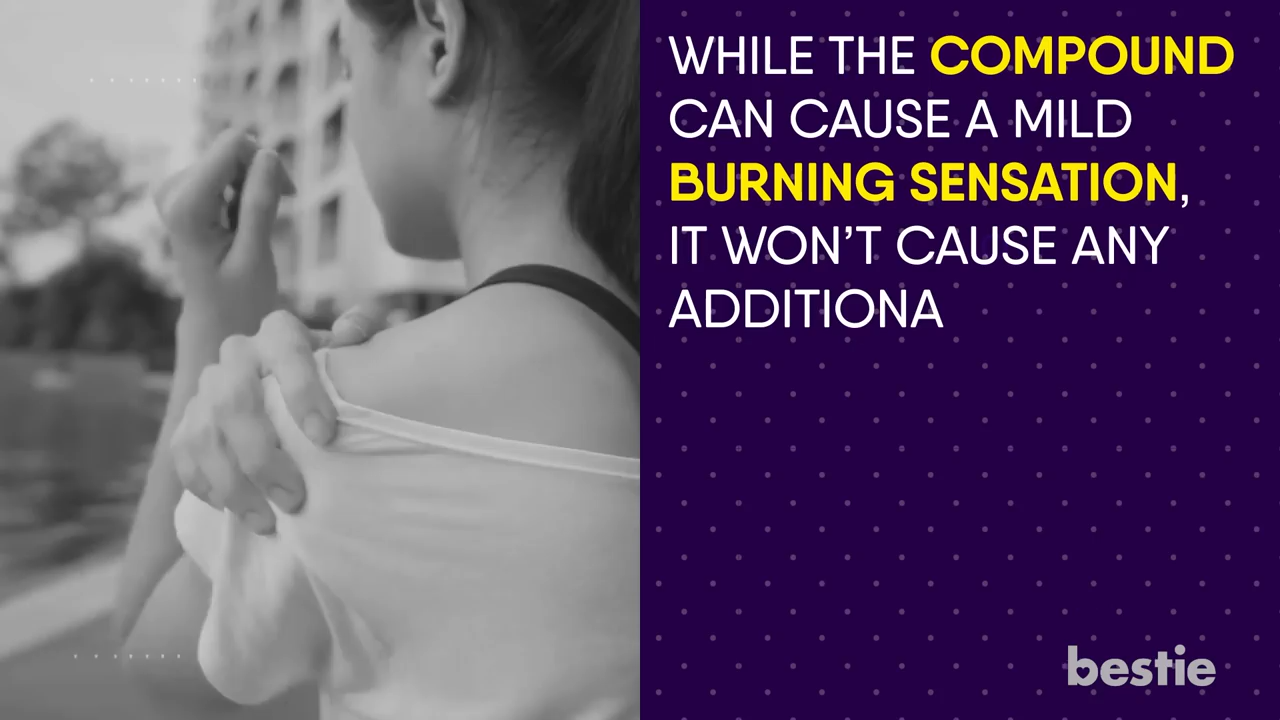 WHILE THE COMPOUND
CAN CAUSE A MILD
BURNING SENSATION,
IT WON'T CAUSE ANY
ADDITIONA
bestie